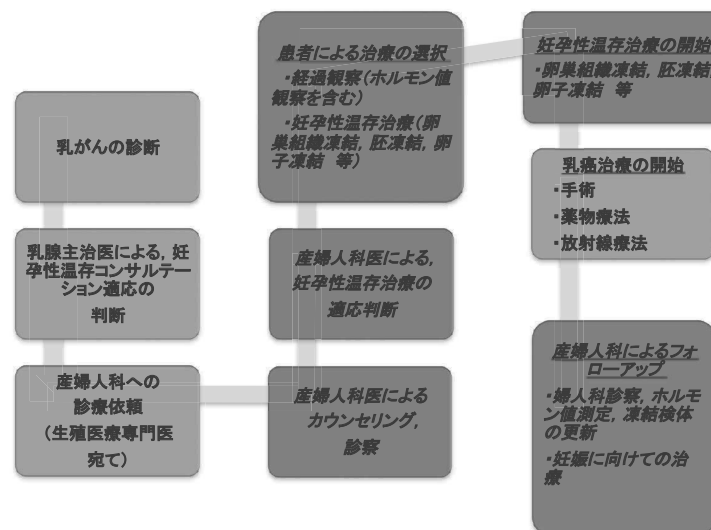 乳がんの診断
乳腺主治医による, 妊
孕性温存コンサルテー
ション適応の
判断
産婦人科への
診療依頼
(生殖医療専門医
宛て)
産婦人科医による
カウンセリング,
診察
産婦人科医による,
妊孕性温存治療の
適応判断
患者による治療の選択
・経過観察(ホルモン値
観察を含む)
・妊孕性温存治療(卵
巣組織凍結, 胚凍結, 卵
子凍結 等)
妊孕性温存治療の開始
・卵巣組織凍結, 胚凍結,
卵子凍結 等
乳癌治療の開始
・手術
・薬物療法
・放射線療法
産婦人科によるフォ
ローアップ
・婦人科診察, ホルモ
ン値測定, 凍結検体
の更新
・妊娠に向けての治
療